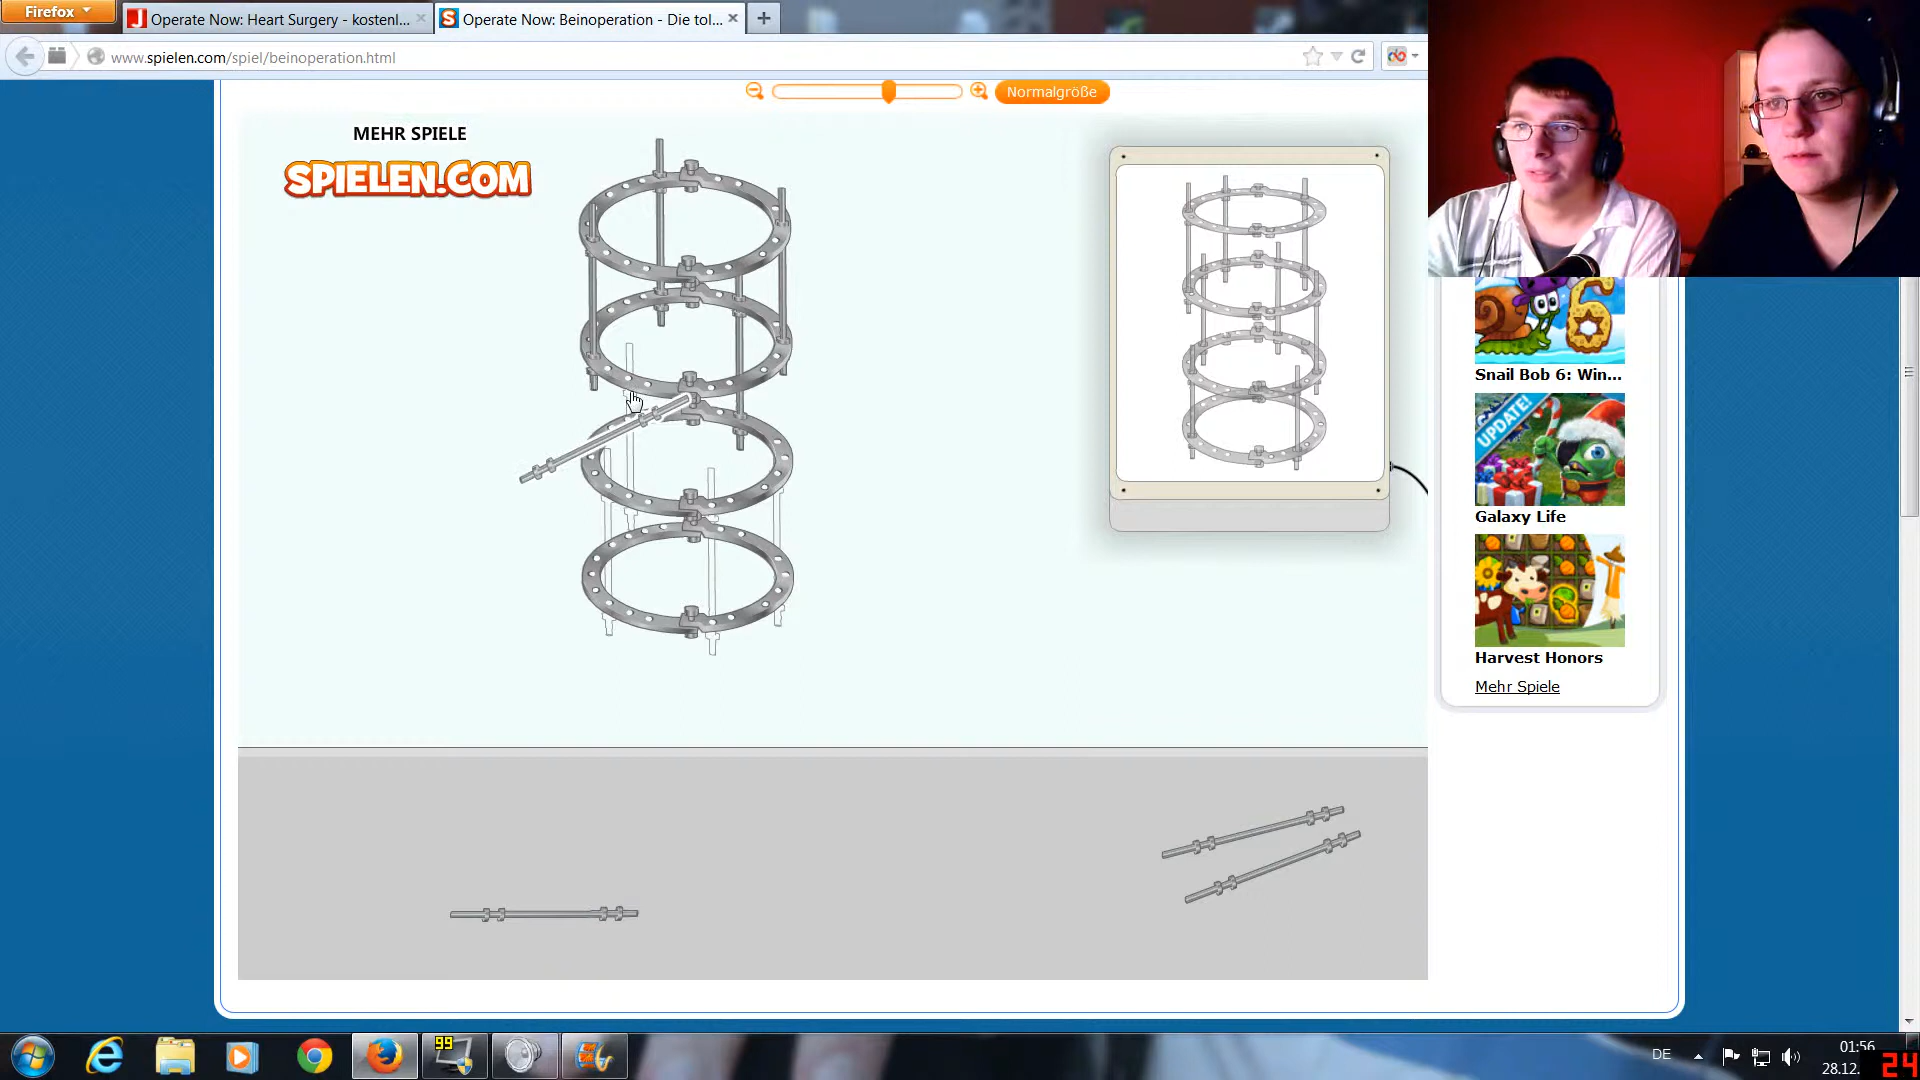 Firefox
Operate Now: Heart Surgery - kostenl...
Operate Now: Beinoperation - Die tol...
www.spielen.com/spiel/beinoperation.html
Normalgröße
MEHR SPIELE
SPIELEN.COM
6
Snail Bob 6: Win...
UPDATE!
Galaxy Life
Harvest Honors
Mehr Spiele
99
DE
01:56
28.12.
24